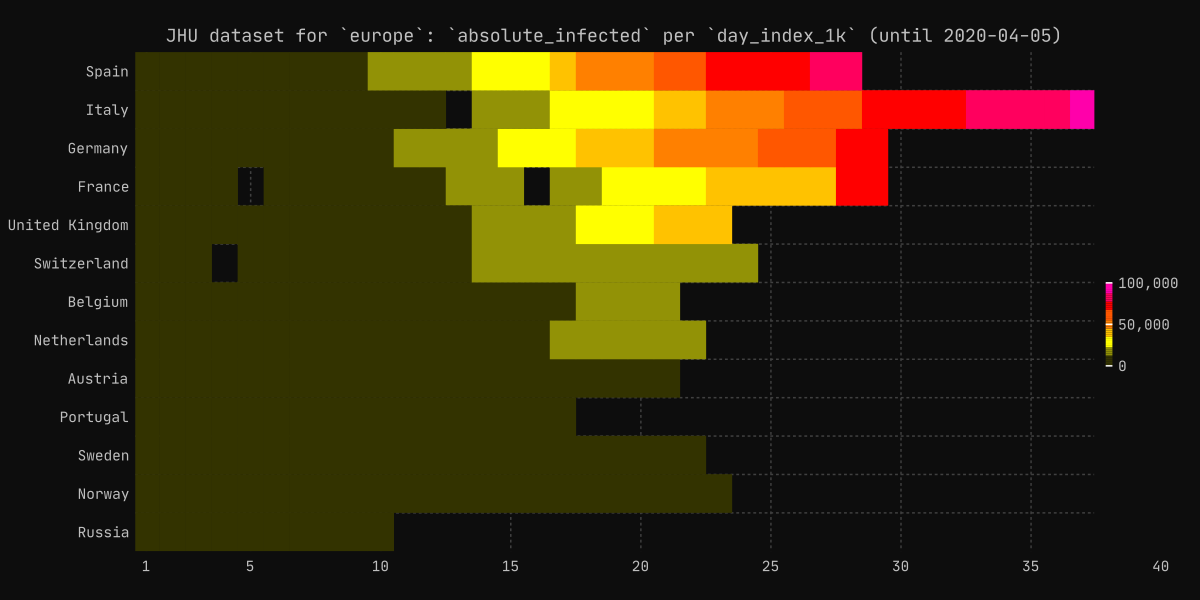 JHU dataset for `europe`: `absolute_infected` per `day_index_1k` (until 2020-04-05)
Spain
Italy
Germany
France
United Kingdom
Switzerland
Belgium
Netherlands
Austria
Portugal
Sweden
Norway
Russia
1 5 10 15 20 25 30 35 40
100,000
50,000
0